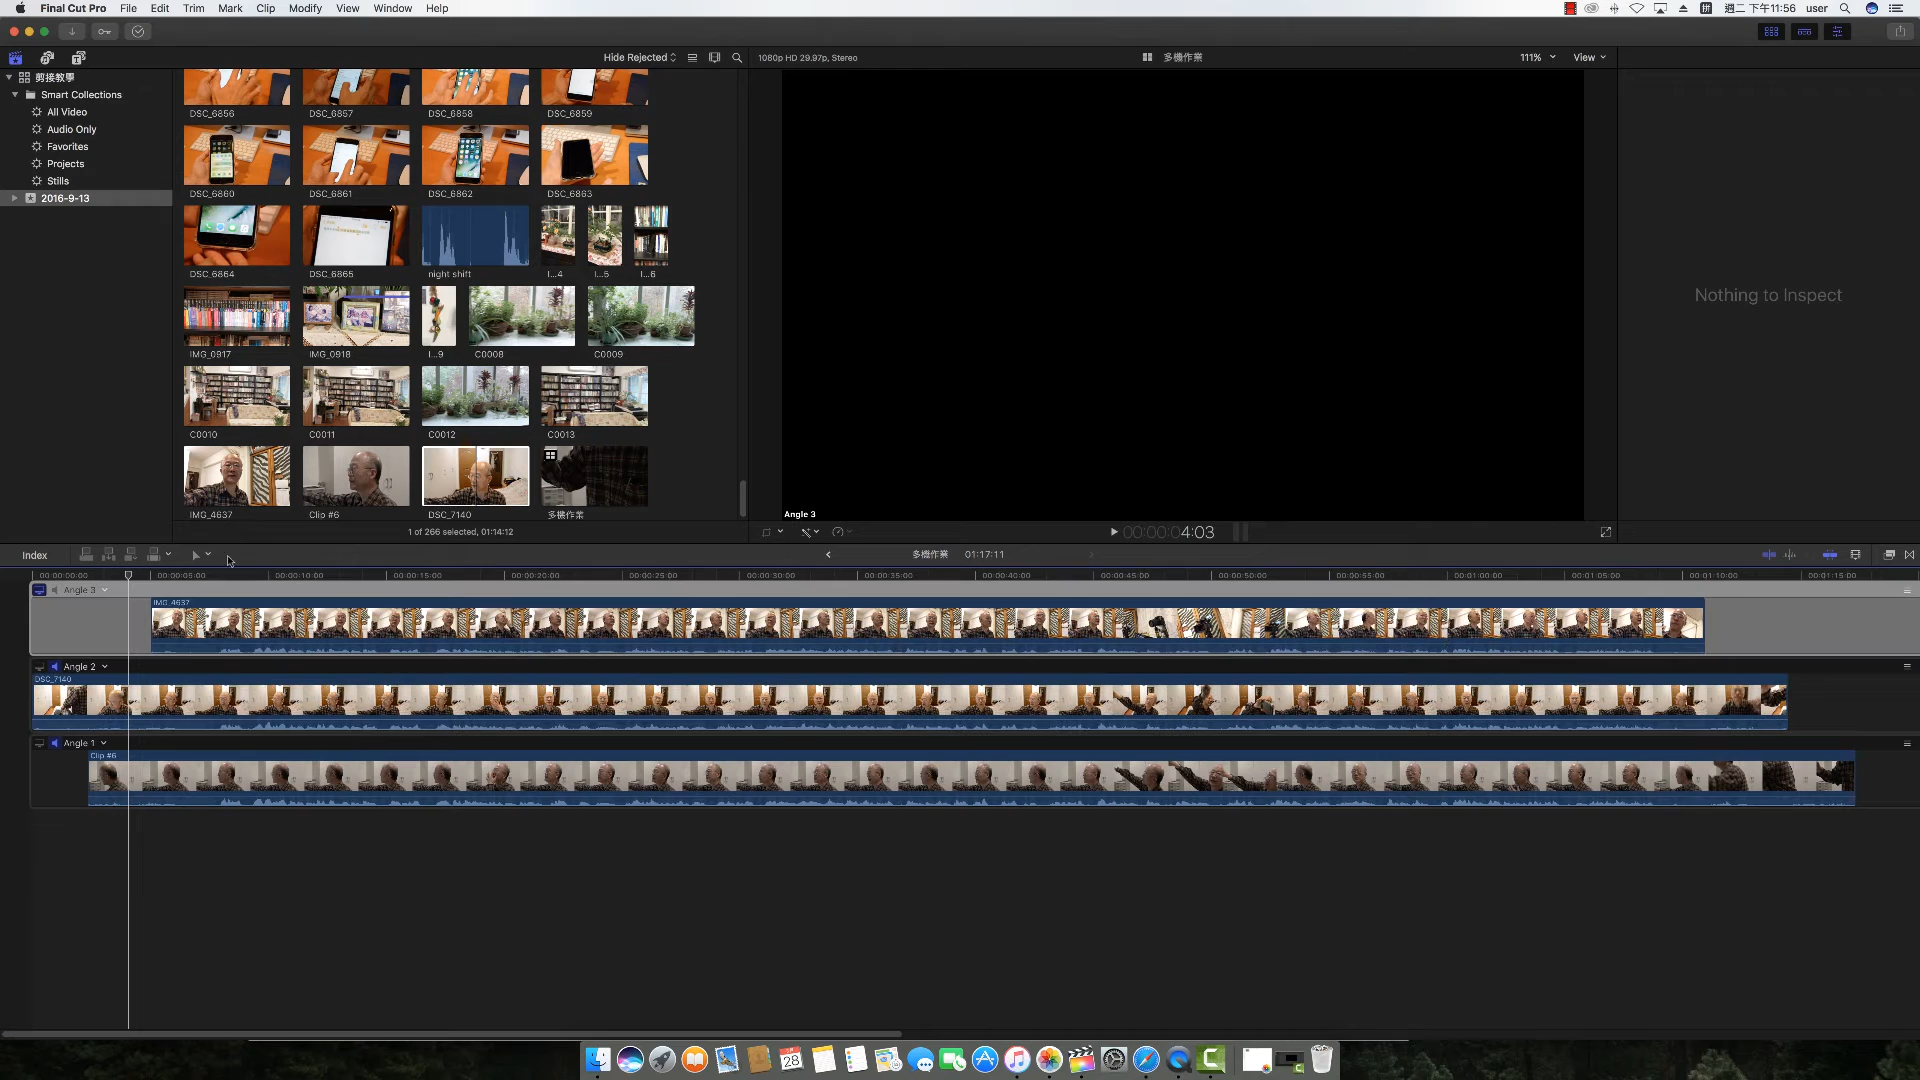 Final Cut Pro File Edit Trim Mark Clip Modify View Window Help
週二 下午11:56 user
Hide Rejected
1080p HD 29.97p, Stereo
多機作業
111%
View
剪接教學
Smart Collections
All Video
Audio Only
Favorites
Projects
Stills
2016-9-13
DSC_6856 DSC_6857 DSC_6858 DSC_6859
DSC_6860 DSC_6861 DSC_6862 DSC_6863
DSC_6864 DSC_6865 night shift I...4 I...5 I...6
IMG_0917 IMG_0918 I...9 C0008 C0009
C0010 C0011 C0012 C0013
IMG_4637 Clip #6 DSC_7140 多機作業
1 of 266 selected, 01:14:12
Angle 3
00:00:00:04:03
Nothing to Inspect
Index
多機作業 01:17:11
00:00:00:00 00:00:05:00 00:00:10:00 00:00:15:00 00:00:20:00 00:00:25:00 00:00:30:00 00:00:35:00 00:00:40:00 00:00:45:00 00:00:50:00 00:00:55:00 00:01:00:00 00:01:05:00 00:01:10:00 00:01:15:00
Angle 3
IMG_4637
Angle 2
DSC_7140
Angle 1
Clip #6
28